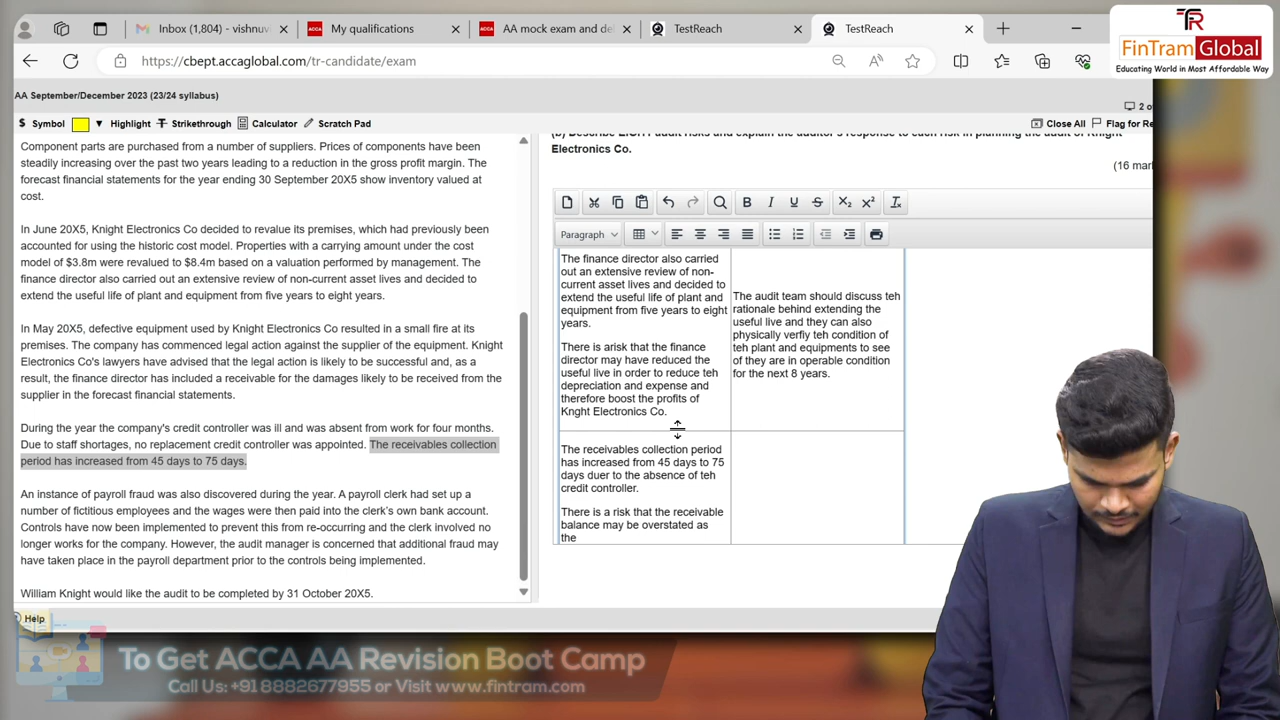 Inbox (1,804) - vishnuv
My qualifications
AA mock exam and de
TestReach
TestReach
FinTram Global
Educating World in Most Affordable Way
https://cbept.accaglobal.com/tr-candidate/exam
AA September/December 2023 (23/24 syllabus)
$ Symbol Highlight Strikethrough Calculator Scratch Pad
Close All Flag for Re
Component parts are purchased from a number of suppliers. Prices of components have been
steadily increasing over the past two years leading to a reduction in the gross profit margin. The
forecast financial statements for the year ending 30 September 20X5 show inventory valued at
cost.
In June 20X5, Knight Electronics Co decided to revalue its premises, which had previously been
accounted for using the historic cost model. Properties with a carrying amount under the cost
model of $3.8m were revalued to $8.4m based on a valuation performed by management. The
finance director also carried out an extensive review of non-current asset lives and decided to
extend the useful life of plant and equipment from five years to eight years.
In May 20X5, defective equipment used by Knight Electronics Co resulted in a small fire at its
premises. The company has commenced legal action against the supplier of the equipment. Knight
Electronics Co's lawyers have advised that the legal action is likely to be successful and, as a
result, the finance director has included a receivable for the damages likely to be received from the
supplier in the forecast financial statements.
During the year the company's credit controller was ill and was absent from work for four months.
Due to staff shortages, no replacement credit controller was appointed. The receivables collection
period has increased from 45 days to 75 days.
An instance of payroll fraud was also discovered during the year. A payroll clerk had set up a
number of fictitious employees and the wages were then paid into the clerk's own bank account.
Controls have now been implemented to prevent this from re-occurring and the clerk involved no
longer works for the company. However, the audit manager is concerned that additional fraud may
have taken place in the payroll department prior to the controls being implemented.
William Knight would like the audit to be completed by 31 October 20X5.
Help
(b) Describe EIGHT audit risks and explain the auditor's response to each risk in planning the audit of Knight
Electronics Co.
(16 mar
Paragraph
The finance director also carried
out an extensive review of non-
current asset lives and decided to
extend the useful life of plant and
equipment from five years to eight
years.
There is arisk that the finance
director may have reduced the
useful live in order to reduce teh
depreciation and expense and
therefore boost the profits of
Knght Electronics Co.
The audit team should discuss teh
rationale behind extending the
useful live and they can also
physically verfiy teh condition of
teh plant and equipments to see
of they are in operable condition
for the next 8 years.
The receivables collection period
has increased from 45 days to 75
days duer to the absence of teh
credit controller.
There is a risk that the receivable
balance may be overstated as
the
To Get ACCA AA Revision Boot Camp
Call Us: +91 8882677955 or Visit www.fintram.com